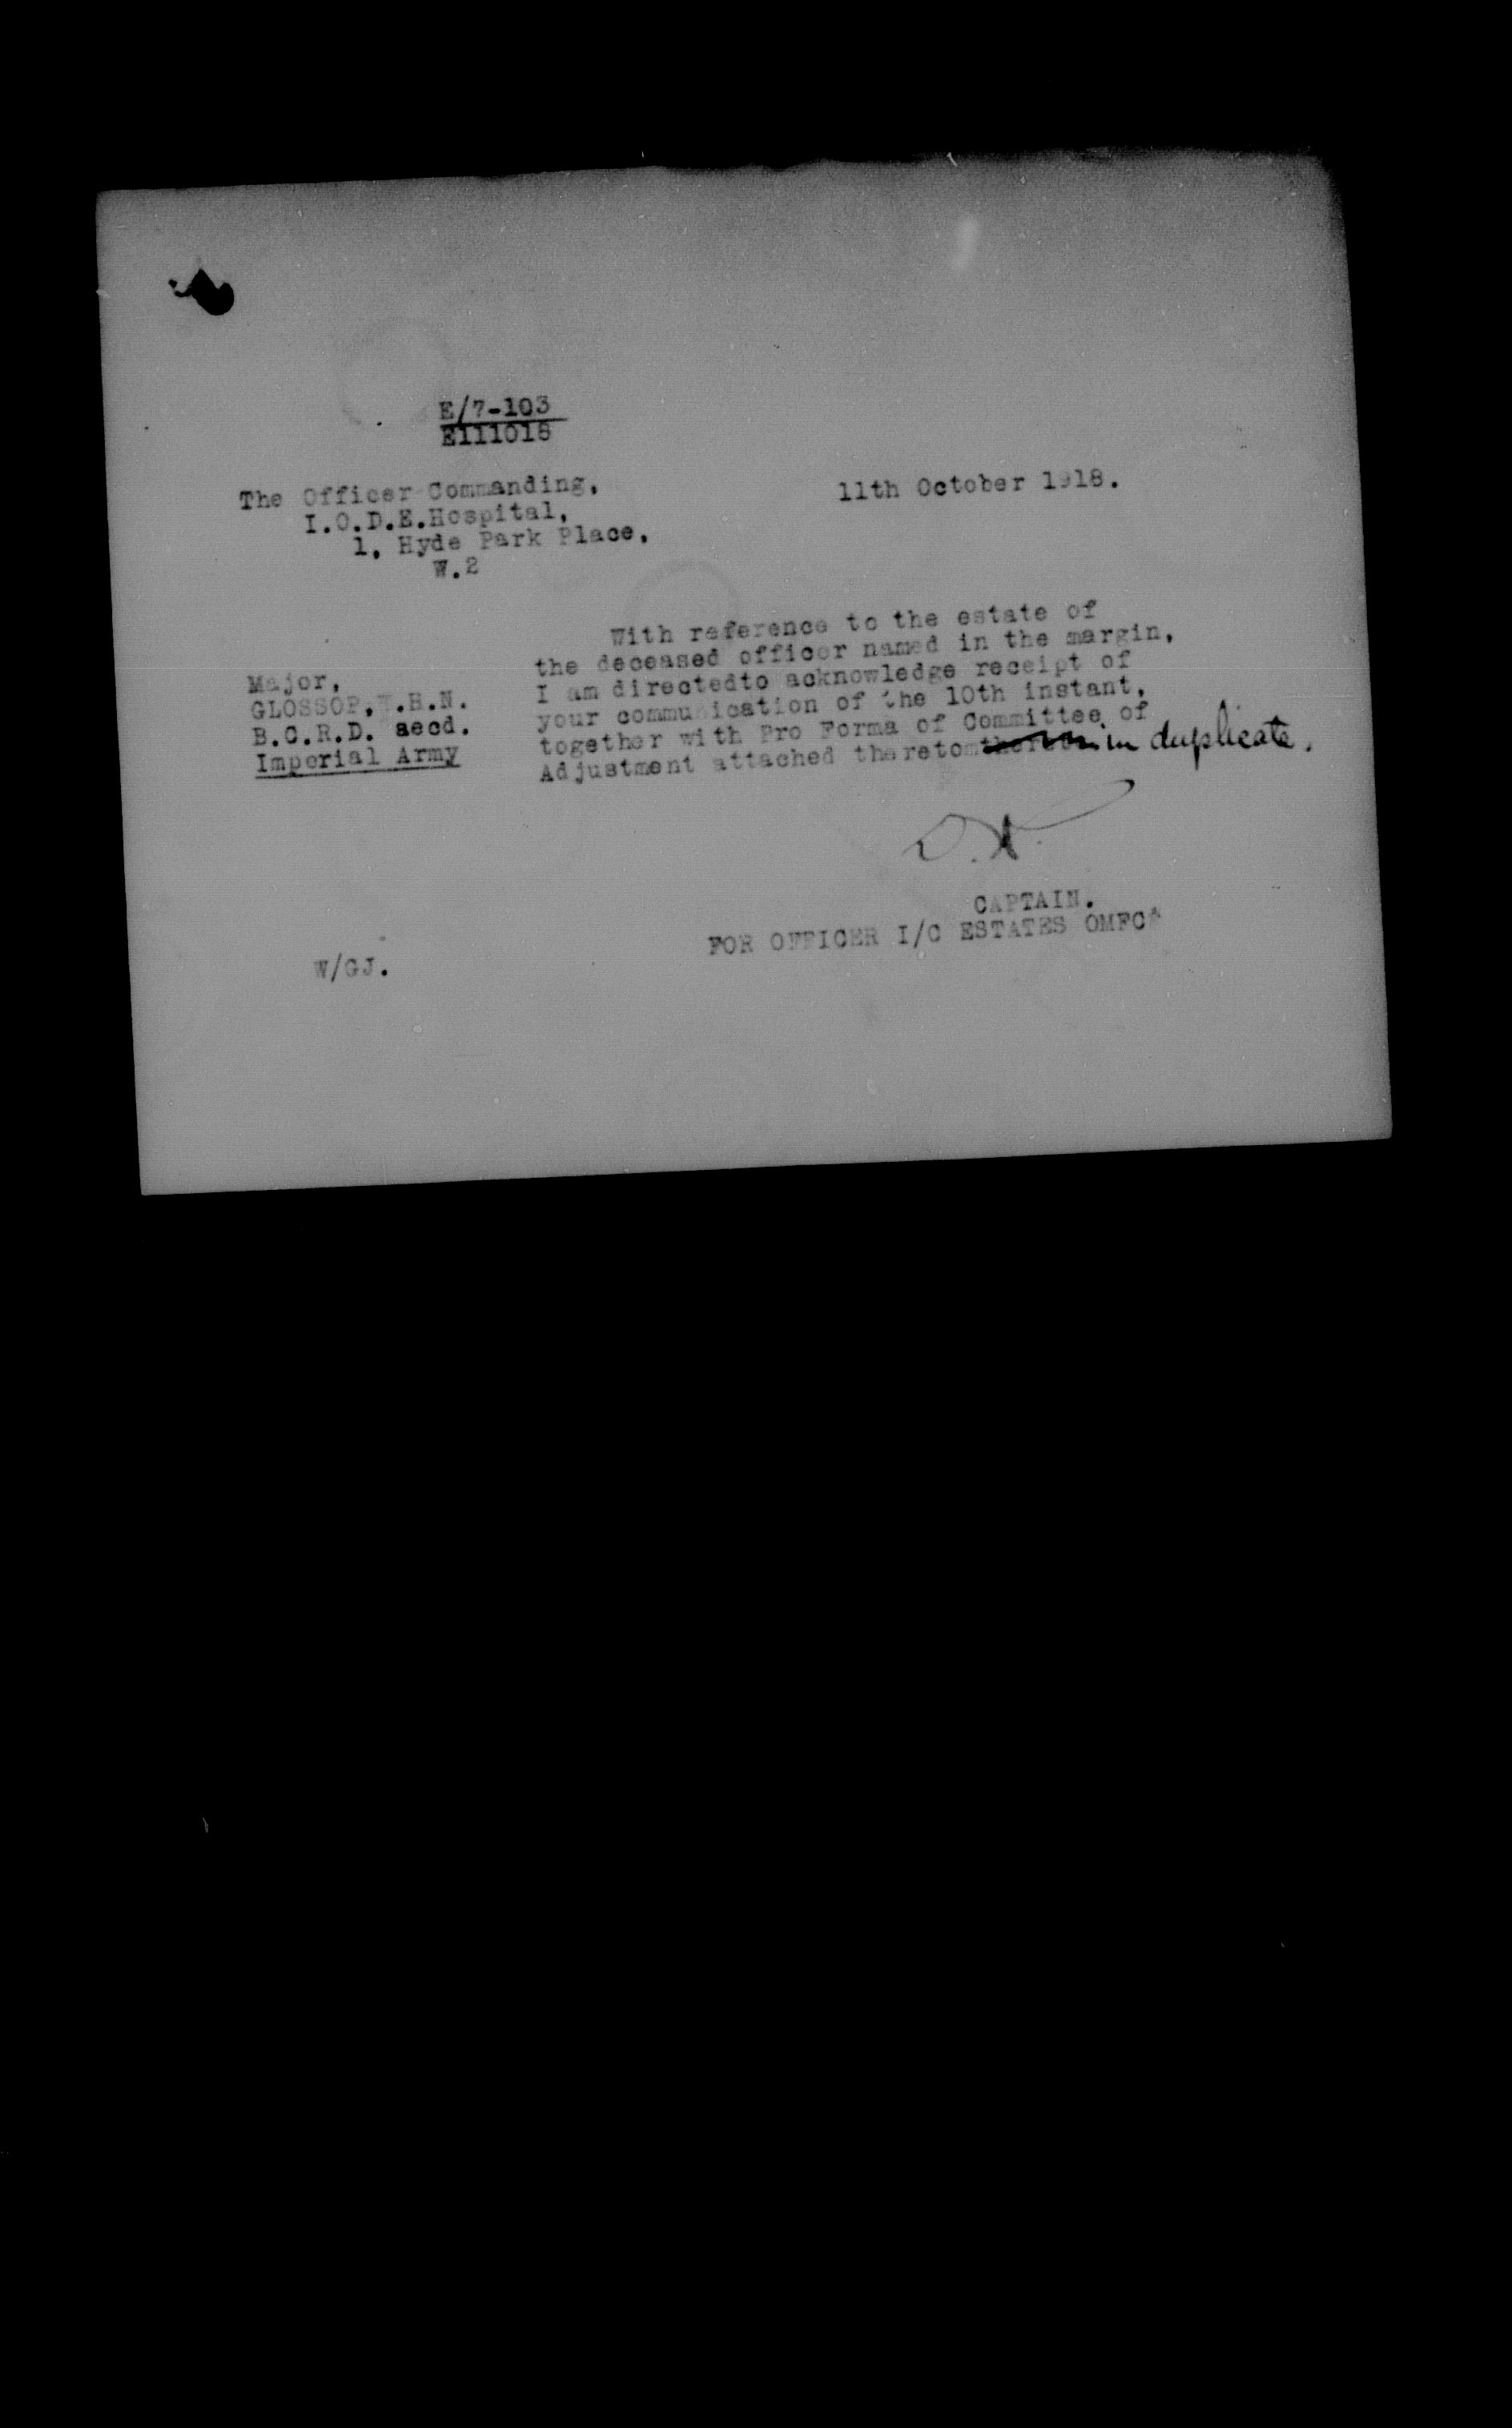 E/7-103
E111018
The Officer Commanding, 11th October 1918.
I.O.D.E.Hospital,
1, Hyde Park Place,
W.2
With reference to the estate of
the deceased officer named in the margin,
Major, I am directedto acknowledge receipt of
GLOSSOP, .H.N. your communication of the 10th instant,
B.C.R.D. secd. together with Pro Forma of Committee of
Imperial Army Adjustment attached thereto in duplicate.
CAPTAIN.
FOR OFFICER I/C ESTATES OMFC
W/GJ.